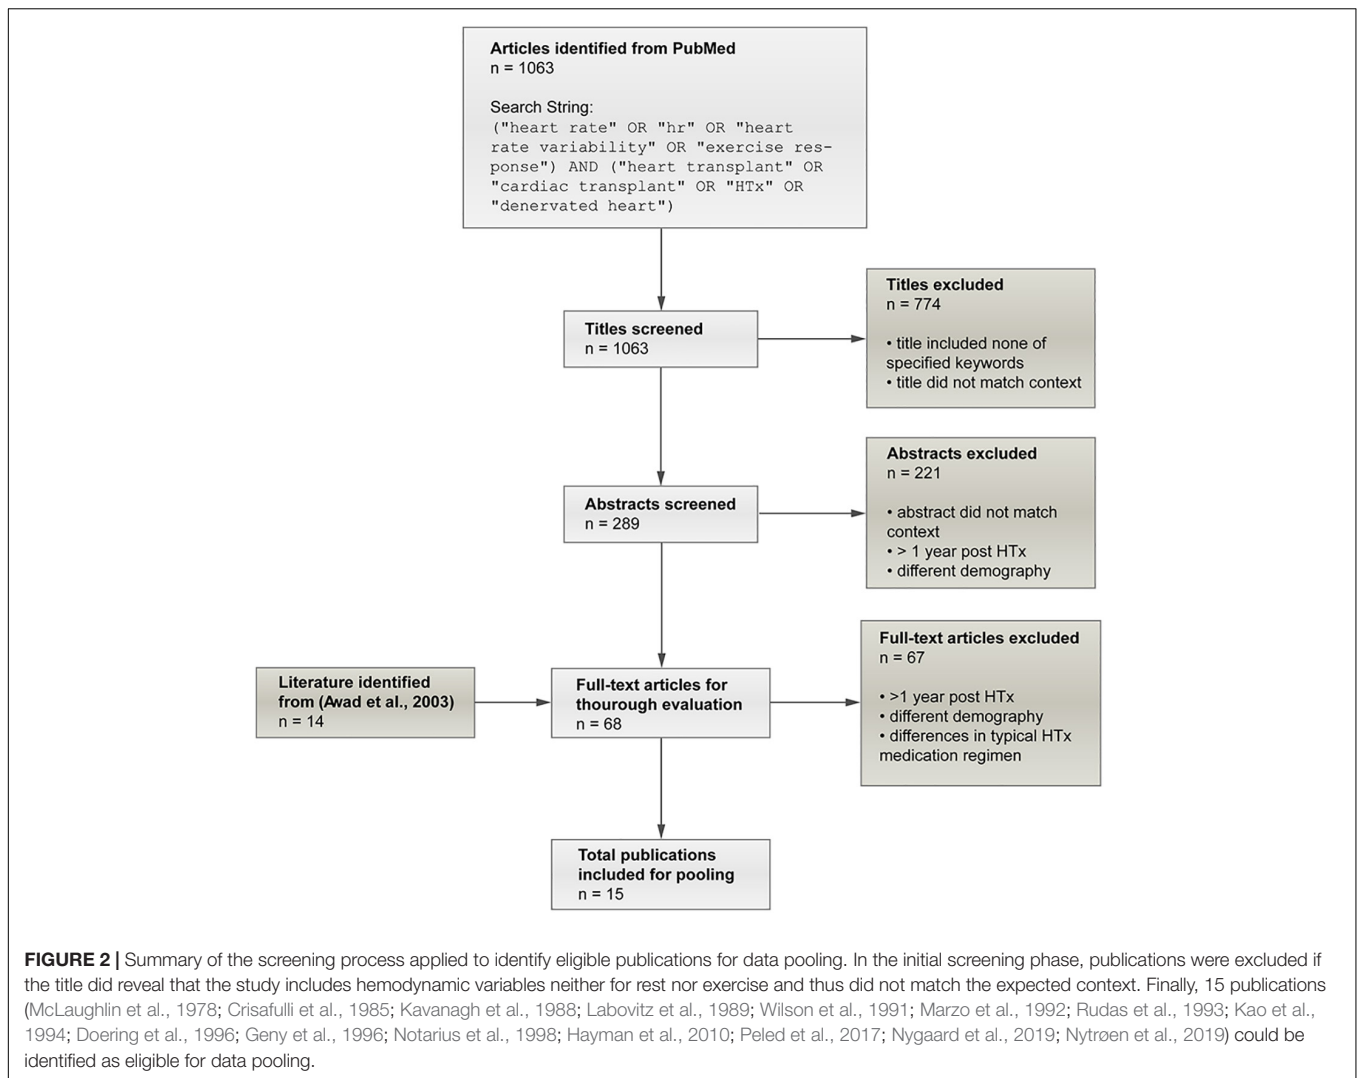 Articles identified from PubMed
n = 1063
Search String:
("heart rate" OR "hr" OR "heart
rate variability" OR "exercise res-
ponse") AND ("heart transplant" OR
"cardiac transplant" OR "HTx" OR
"denervated heart")
Titles excluded
n = 774
• title included none of
specified keywords
• title did not match context
Titles screened
n = 1063
Abstracts excluded
n = 221
• abstract did not match
context
• > 1 year post HTx
• different demography
Abstracts screened
n = 289
Full-text articles excluded
n = 67
• >1 year post HTx
• different demography
• differences in typical HTx
medication regimen
Literature identified
from (Awad et al., 2003)
n = 14
Full-text articles for
thourough evaluation
n = 68
Total publications
included for pooling
n = 15
FIGURE 2 | Summary of the screening process applied to identify eligible publications for data pooling. In the initial screening phase, publications were excluded if
the title did reveal that the study includes hemodynamic variables neither for rest nor exercise and thus did not match the expected context. Finally, 15 publications
(McLaughlin et al., 1978; Crisafulli et al., 1985; Kavanagh et al., 1988; Labovitz et al., 1989; Wilson et al., 1991; Marzo et al., 1992; Rudas et al., 1993; Kao et al.,
1994; Doering et al., 1996; Geny et al., 1996; Notarius et al., 1998; Hayman et al., 2010; Peled et al., 2017; Nygaard et al., 2019; Nytrøen et al., 2019) could be
identified as eligible for data pooling.